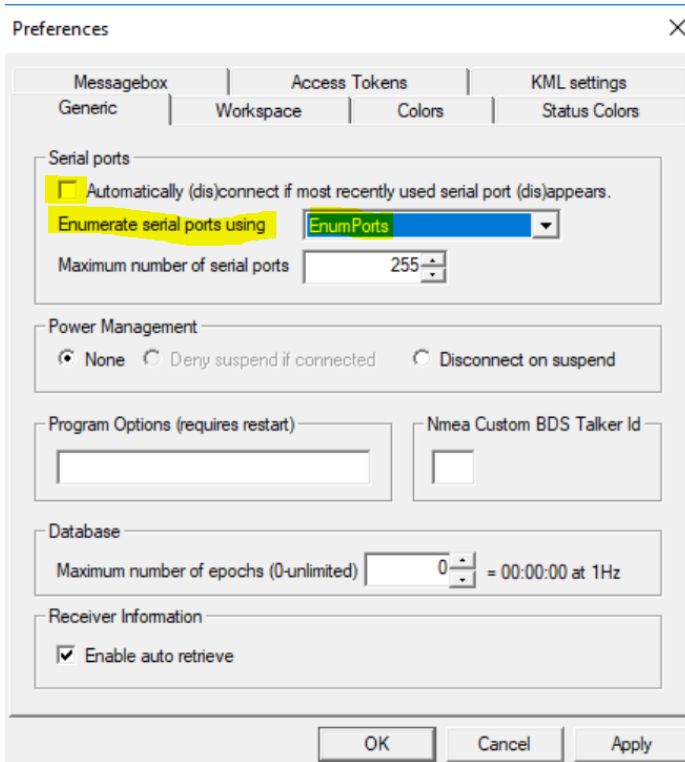 Preferences
Messagebox Access Tokens KML settings
Generic Workspace Colors Status Colors
Serial ports
Automatically (dis)connect if most recently used serial port (dis)appears.
Enumerate serial ports using EnumPorts
Maximum number of serial ports 255
Power Management
None Deny suspend if connected Disconnect on suspend
Program Options (requires restart) Nmea Custom BDS Talker Id
Database
Maximum number of epochs (0-unlimited) 0 = 00:00:00 at 1Hz
Receiver Information
Enable auto retrieve
OK Cancel Apply